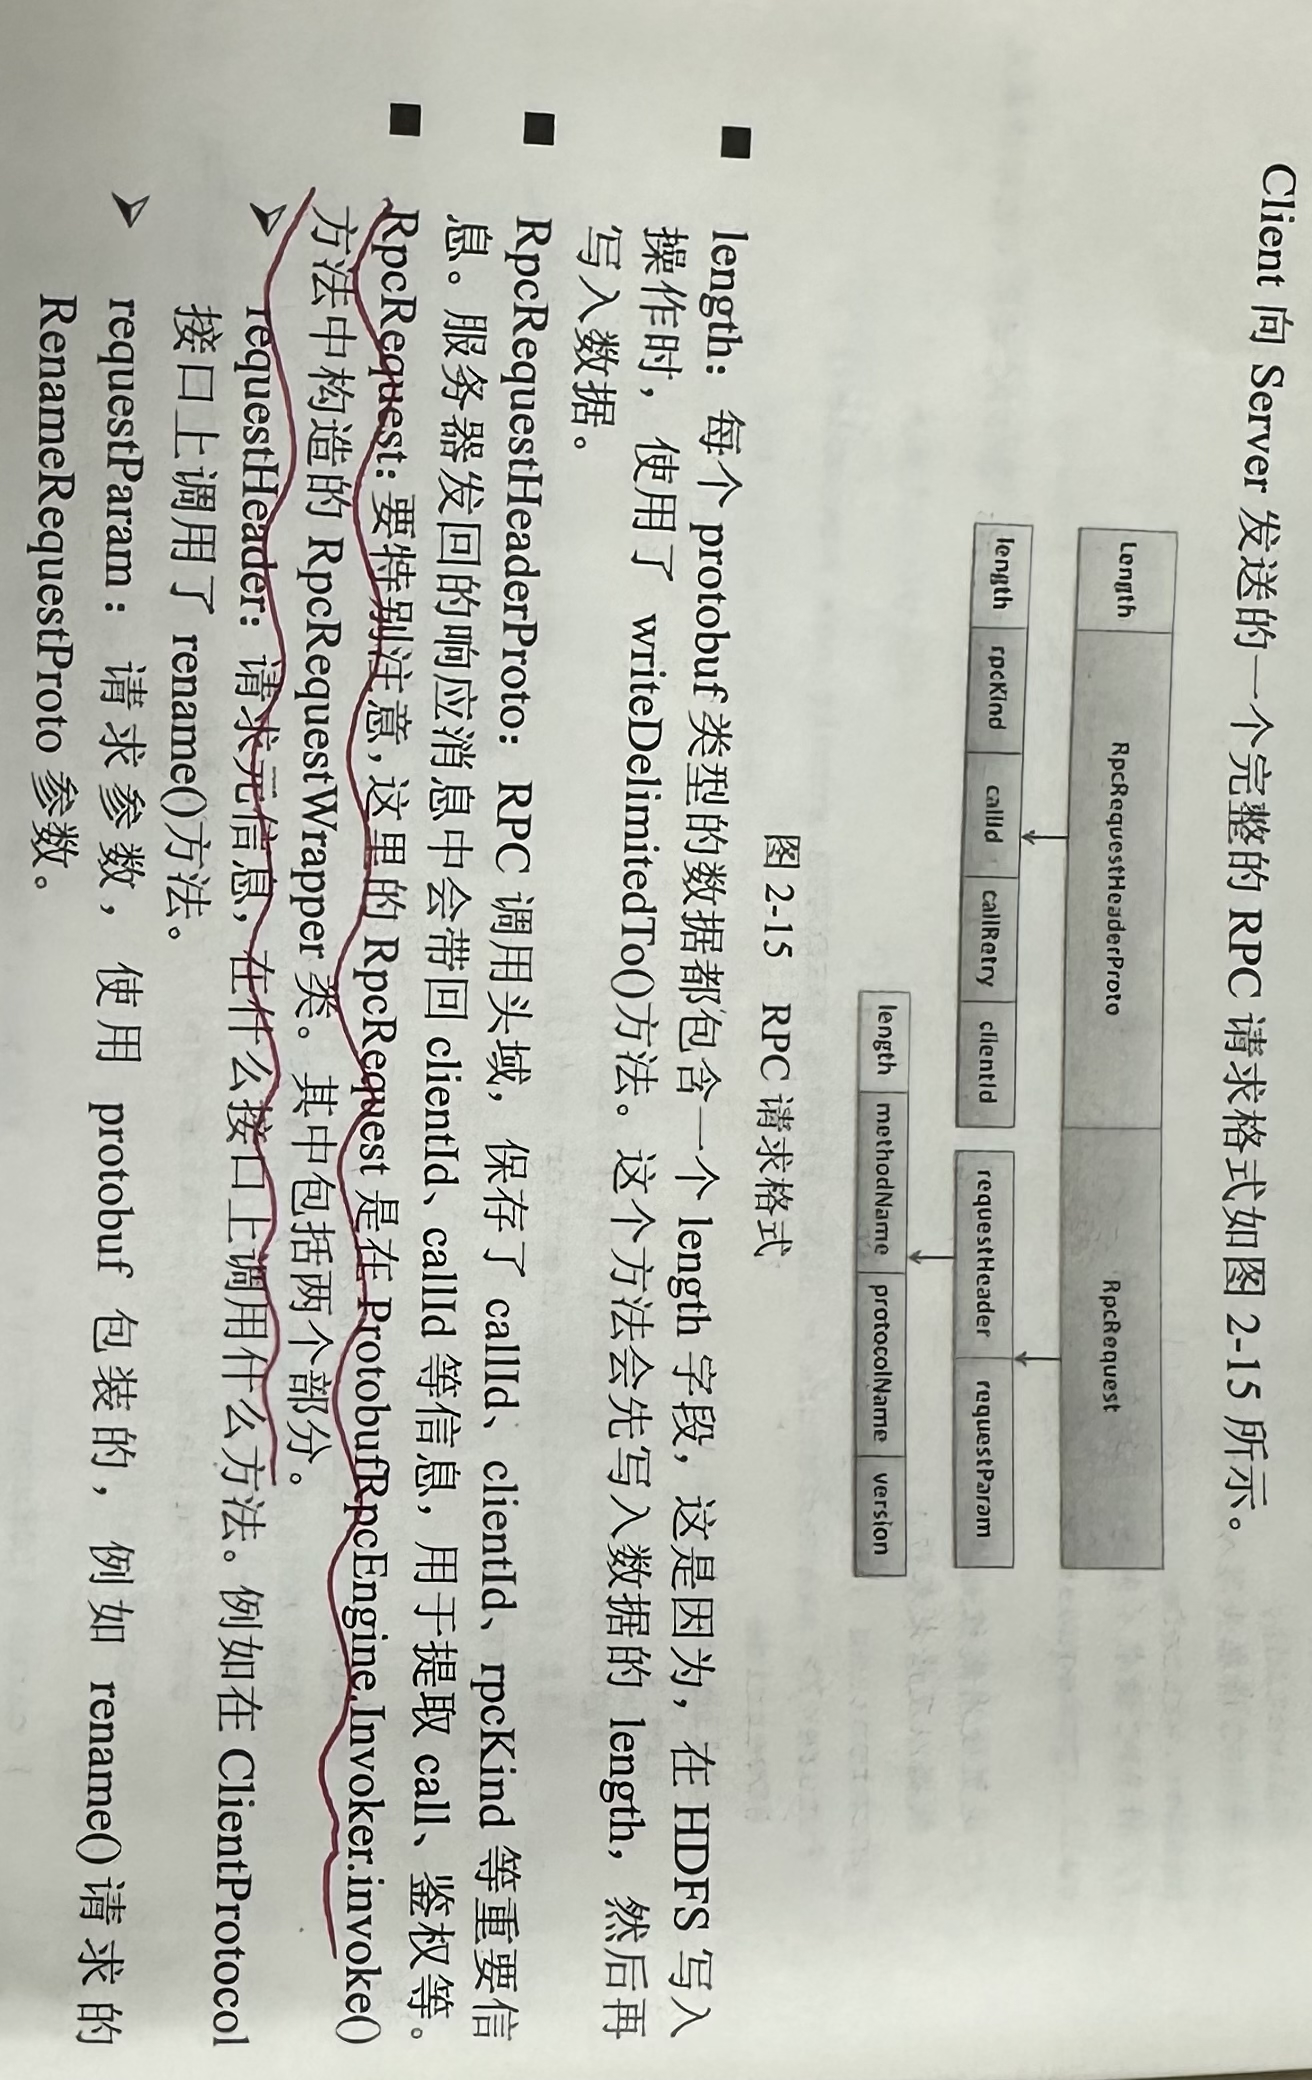 Client 向 Server 发送的一个完整的 RPC 请求格式如图 2-15 所示。
Length RpcRequestHeaderProto RpcRequest
length rpcKind callId callRetry clientId requestHeader requestParam
length methodName protocolName version
图 2-15 RPC 请求格式
■ length：每个 protobuf 类型的数据都包含一个 length 字段，这是因为，在 HDFS 写入
操作时，使用了 writeDelimitedTo()方法。这个方法会先写入数据的 length，然后再
写入数据。
■ RpcRequestHeaderProto：RPC 调用头域，保存了 callId、clientId、rpcKind 等重要信
息。服务器发回的响应消息中会带回 clientId、callId 等信息，用于提取 call、鉴权等。
■ RpcRequest：要特别注意，这里的 RpcRequest 是在 ProtobufRpcEngine.Invoker.invoke()
方法中构造的 RpcRequestWrapper 类。其中包括两个部分。
➢ requestHeader：请求元信息，在什么接口上调用什么方法。例如在 ClientProtocol
接口上调用了 rename()方法。
➢ requestParam：请求参数，使用 protobuf 包装的，例如 rename()请求的
RenameRequestProto 参数。